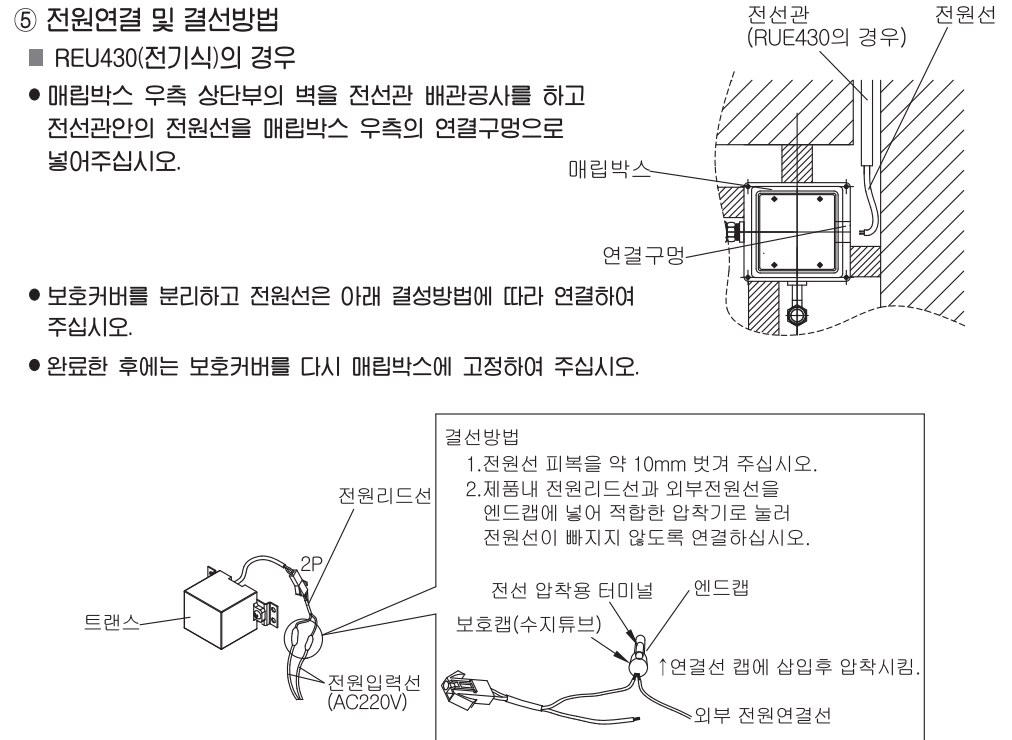 ⑤ 전원연결 및 결선방법
■ REU430(전기식)의 경우
● 매립박스 우측 상단부의 벽을 전선관 배관공사를 하고
전선관안의 전원선을 매립박스 우측의 연결구멍으로
넣어주십시오.
전선관
(RUE430의 경우)
전원선
매립박스
연결구멍
● 보호커버를 분리하고 전원선은 아래 결성방법에 따라 연결하여
주십시오.
● 완료한 후에는 보호커버를 다시 매립박스에 고정하여 주십시오.
전원리드선
2P
트랜스
전원입력선
(AC220V)
결선방법
1.전원선 피복을 약 10mm 벗겨 주십시오.
2.제품내 전원리드선과 외부전원선을
엔드캡에 넣어 적합한 압착기로 눌러
전원선이 빠지지 않도록 연결하십시오.
전선 압착용 터미널
엔드캡
보호캡(수지튜브)
↑연결선 캡에 삽입후 압착시킴.
외부 전원연결선